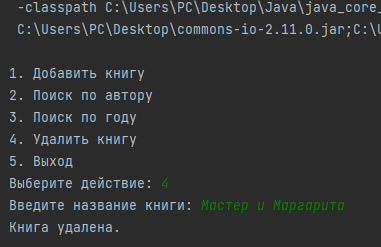 -classpath C:\Users\PC\Desktop\Java\java_core_
C:\Users\PC\Desktop\commons-io-2.11.0.jar;C:\U
1. Добавить книгу
2. Поиск по автору
3. Поиск по году
4. Удалить книгу
5. Выход
Выберите действие: 4
Введите название книги: Мастер и Маргарита
Книга удалена.